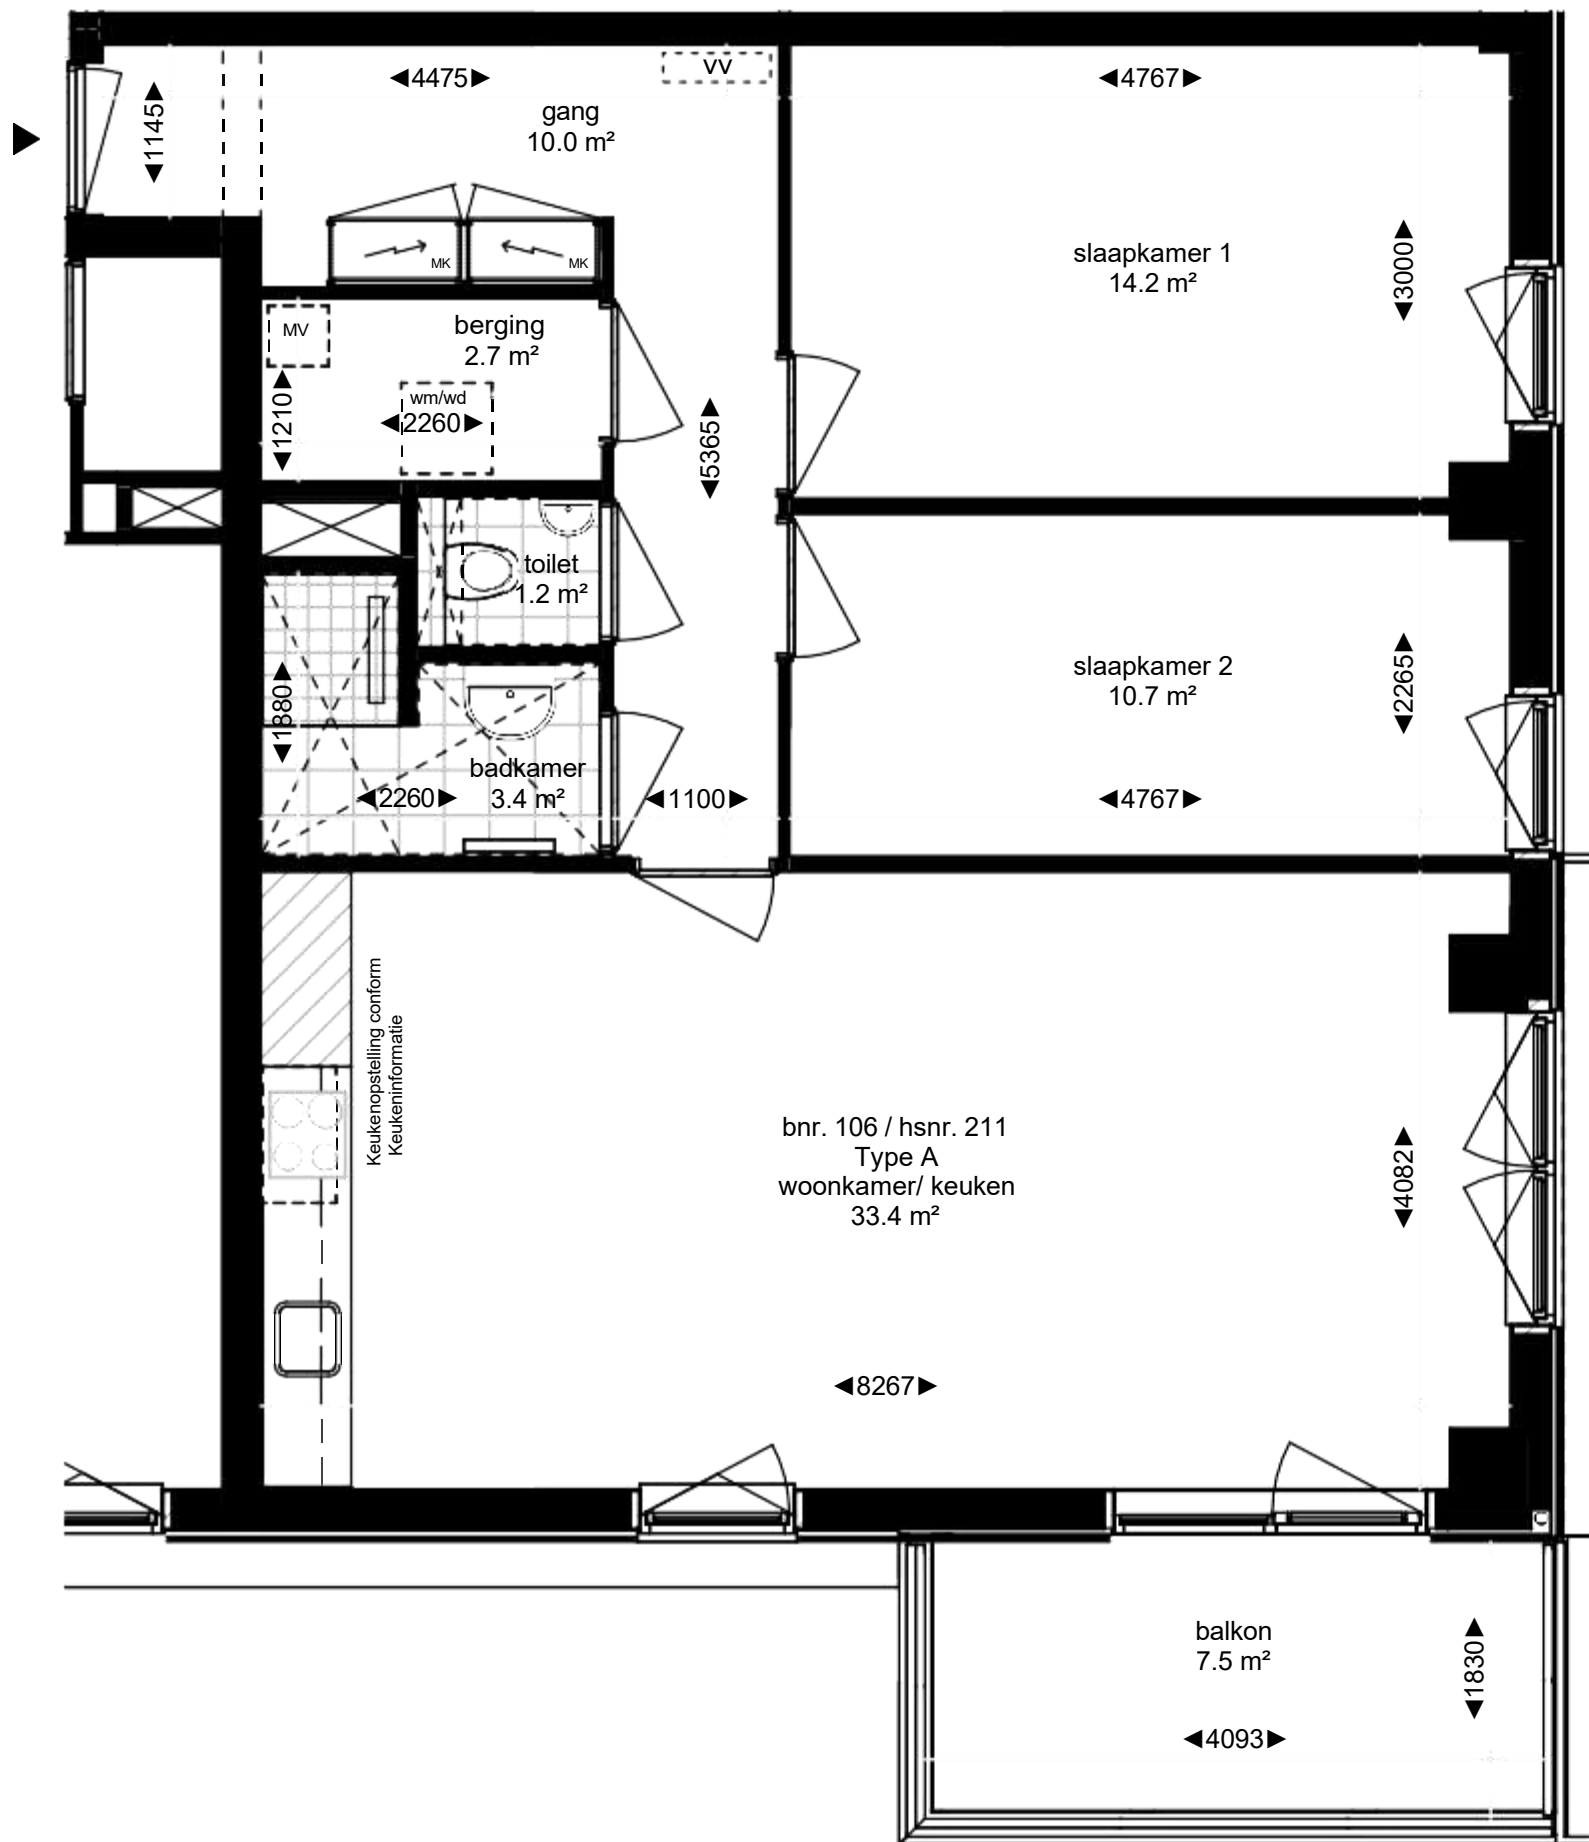 4475
VV
4767
1145
gang
10.0 m²
slaapkamer 1
14.2 m²
3000
MK
MK
MV
berging
2.7 m²
wm/wd
2260
1210
5365
toilet
1.2 m²
slaapkamer 2
10.7 m²
2265
1880
badkamer
3.4 m²
2260
1100
4767
Keukenopstelling conform
Keukeninformatie
bnr. 106 / hsnr. 211
Type A
woonkamer/ keuken
33.4 m²
4082
8267
balkon
7.5 m²
1830
4093